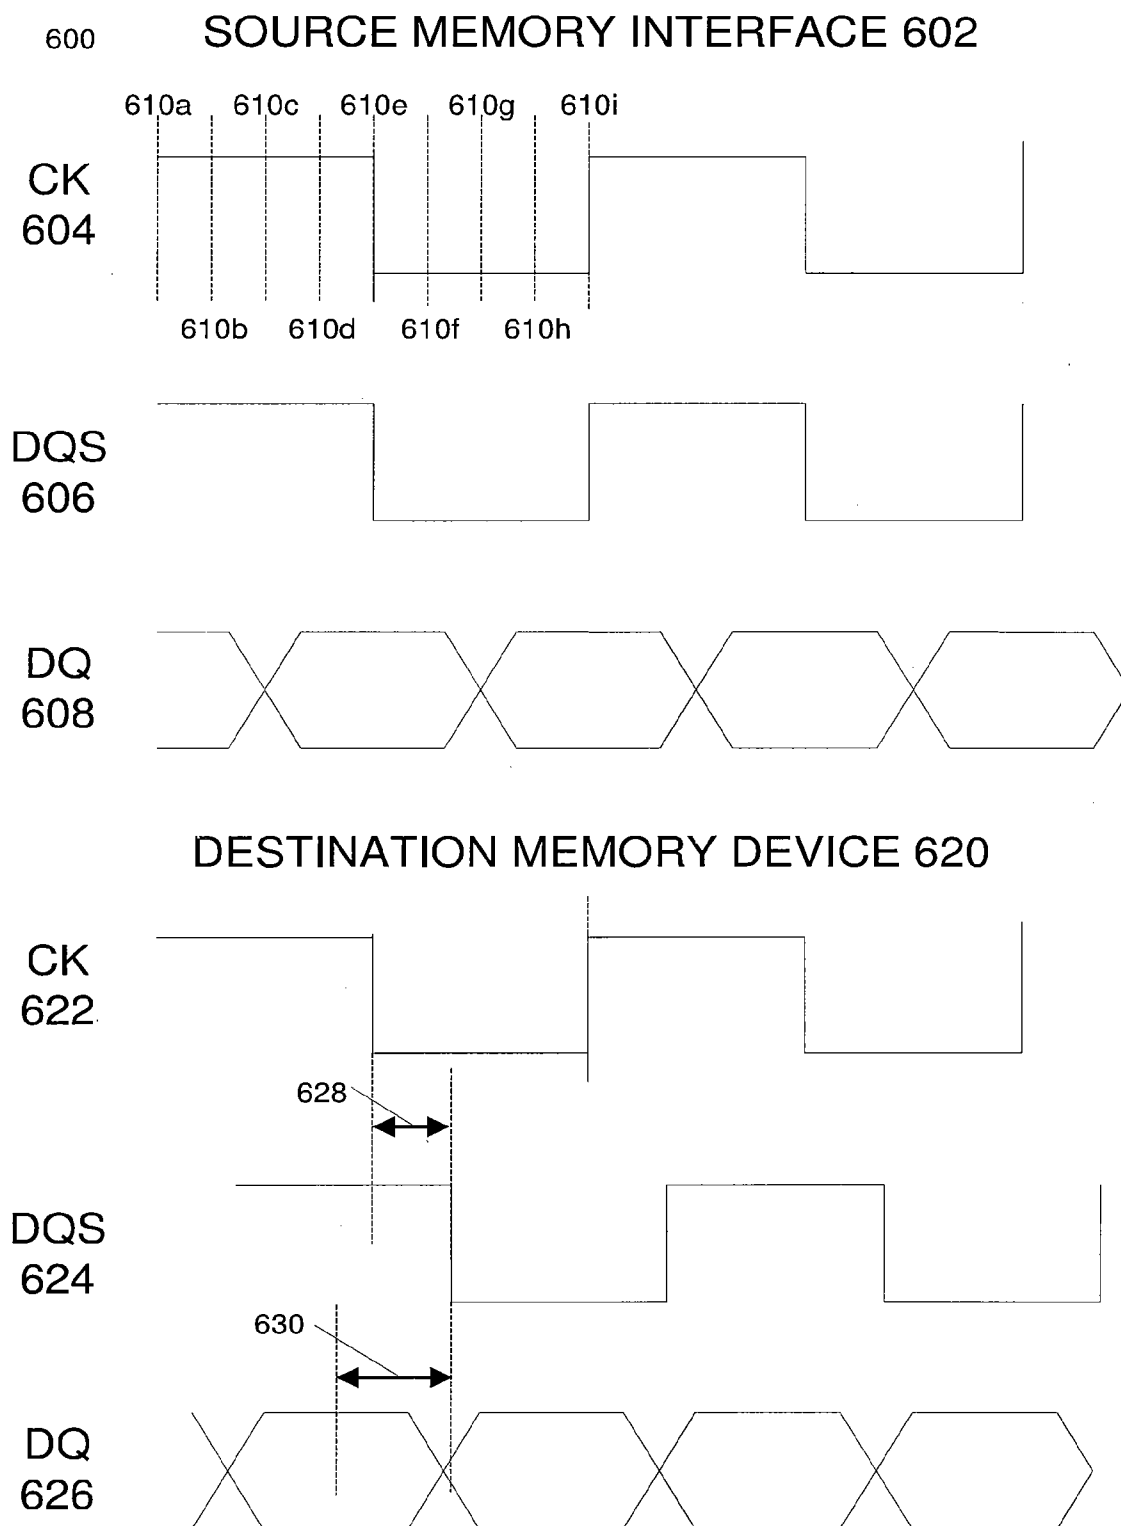 600
SOURCE MEMORY INTERFACE 602
610a 610c 610e 610g 610i
CK
604
610b 610d 610f 610h
DQS
606
DQ
608
DESTINATION MEMORY DEVICE 620
CK
622
628
DQS
624
630
DQ
626